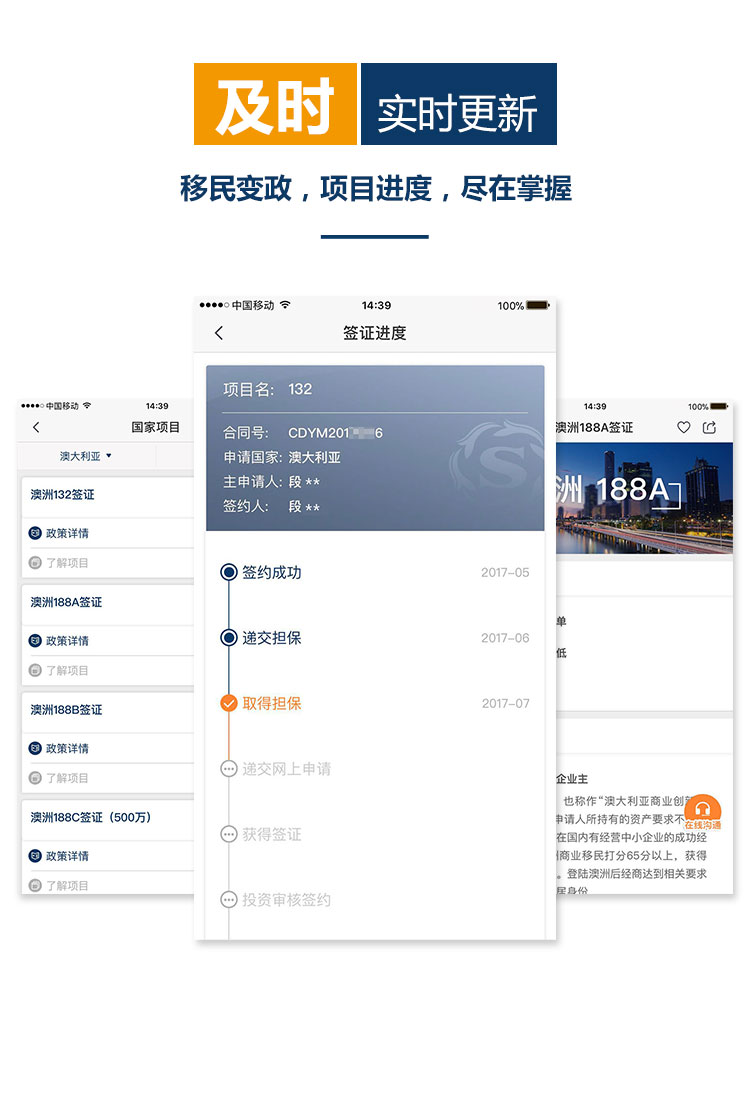 及时 实时更新
移民变政，项目进度，尽在掌握
中国移动 14:39 100%
签证进度
项目名: 132
合同号: CDYM201 6
申请国家: 澳大利亚
主申请人: 段 **
签约人: 段 **
签约成功 2017-05
递交担保 2017-06
取得担保 2017-07
递交网上申请
获得签证
投资审核签约
中国移动 14:39
国家项目
澳大利亚
澳洲132签证
政策详情
了解项目
澳洲188A签证
政策详情
了解项目
澳洲188B签证
政策详情
了解项目
澳洲188C签证（500万）
政策详情
了解项目
14:39 100%
澳洲188A签证
洲 188A
单
低
企业主
也称作“澳大利亚商业创新
申请人所持有的资产要求不
在国内有经营中小企业的成功经
商业移民打分65分以上，获得
。登陆澳洲后经商达到相关要求
居身份
在线沟通